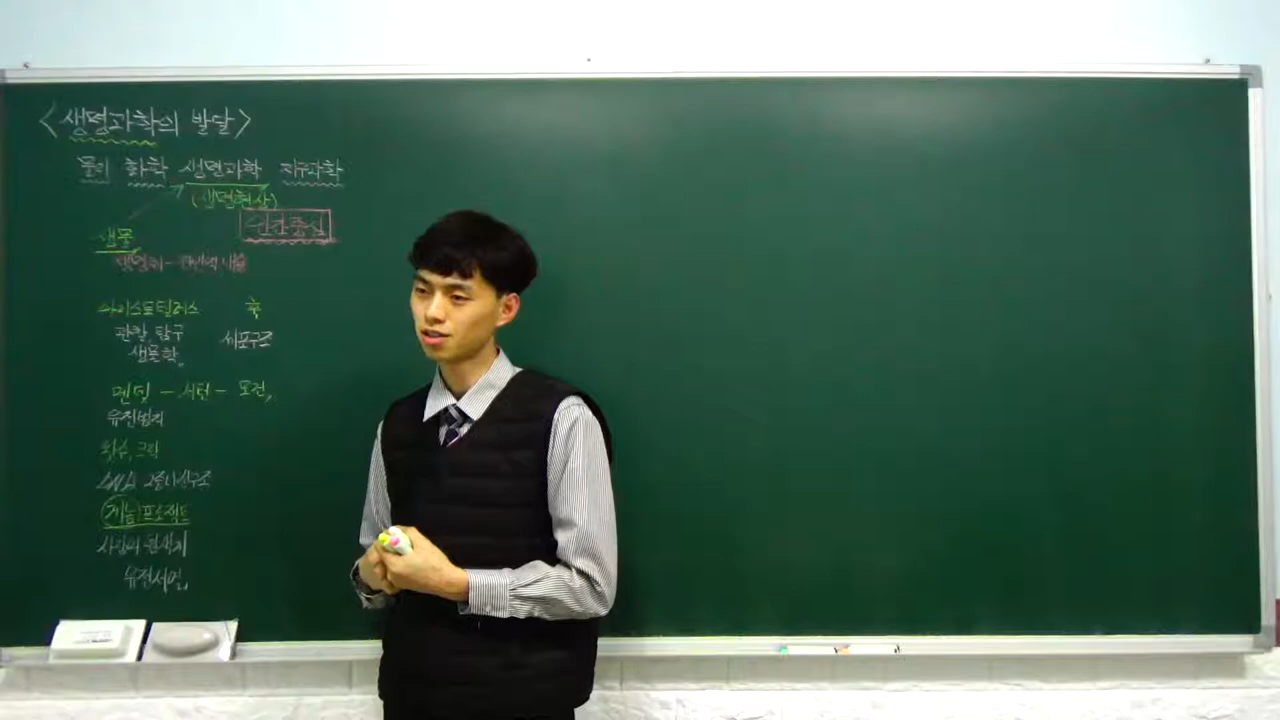 <생명과학의 발달>
물리 화학 생명과학 지구과학
(생명현상)
인간중심
생물
아리스토텔레스 훅
관찰, 탐구 세포구조
생물학,
멘델 - 서턴 - 모건,
유전법칙
왓슨, 크릭
DNA 2중나선구조
게놈프로젝트
사람의 염색체
유전서열,